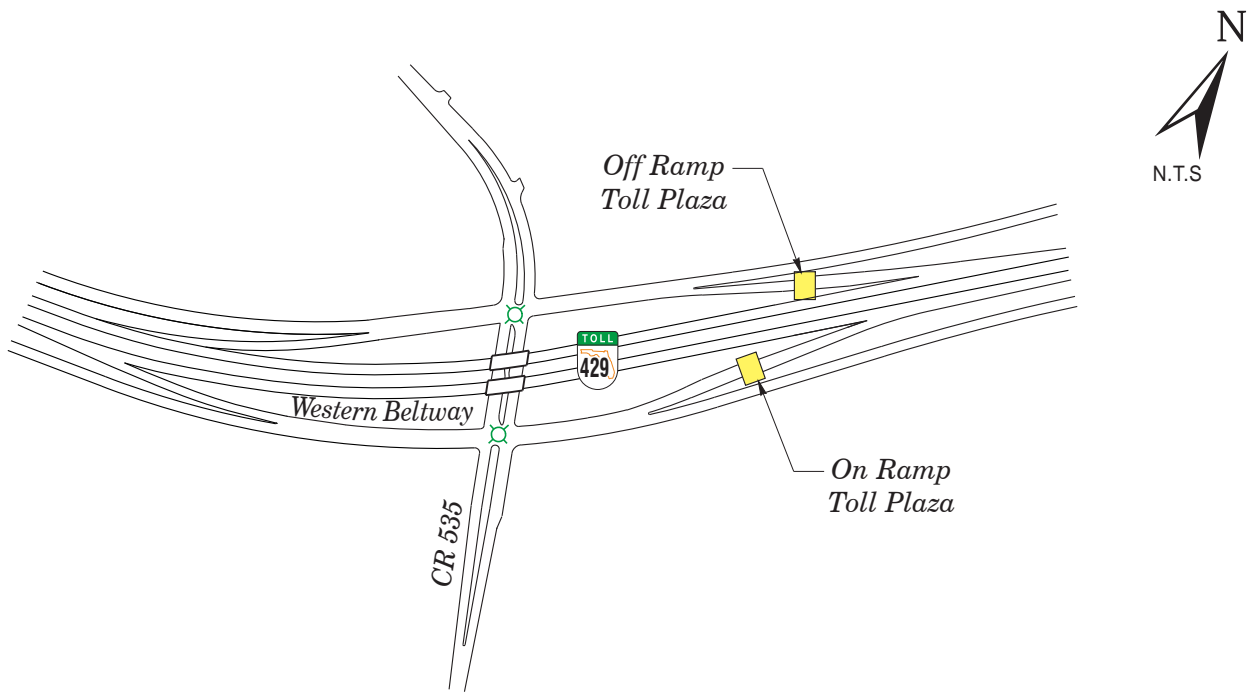 N
N.T.S
Off Ramp
Toll Plaza
TOLL
429
Western Beltway
On Ramp
Toll Plaza
CR 535